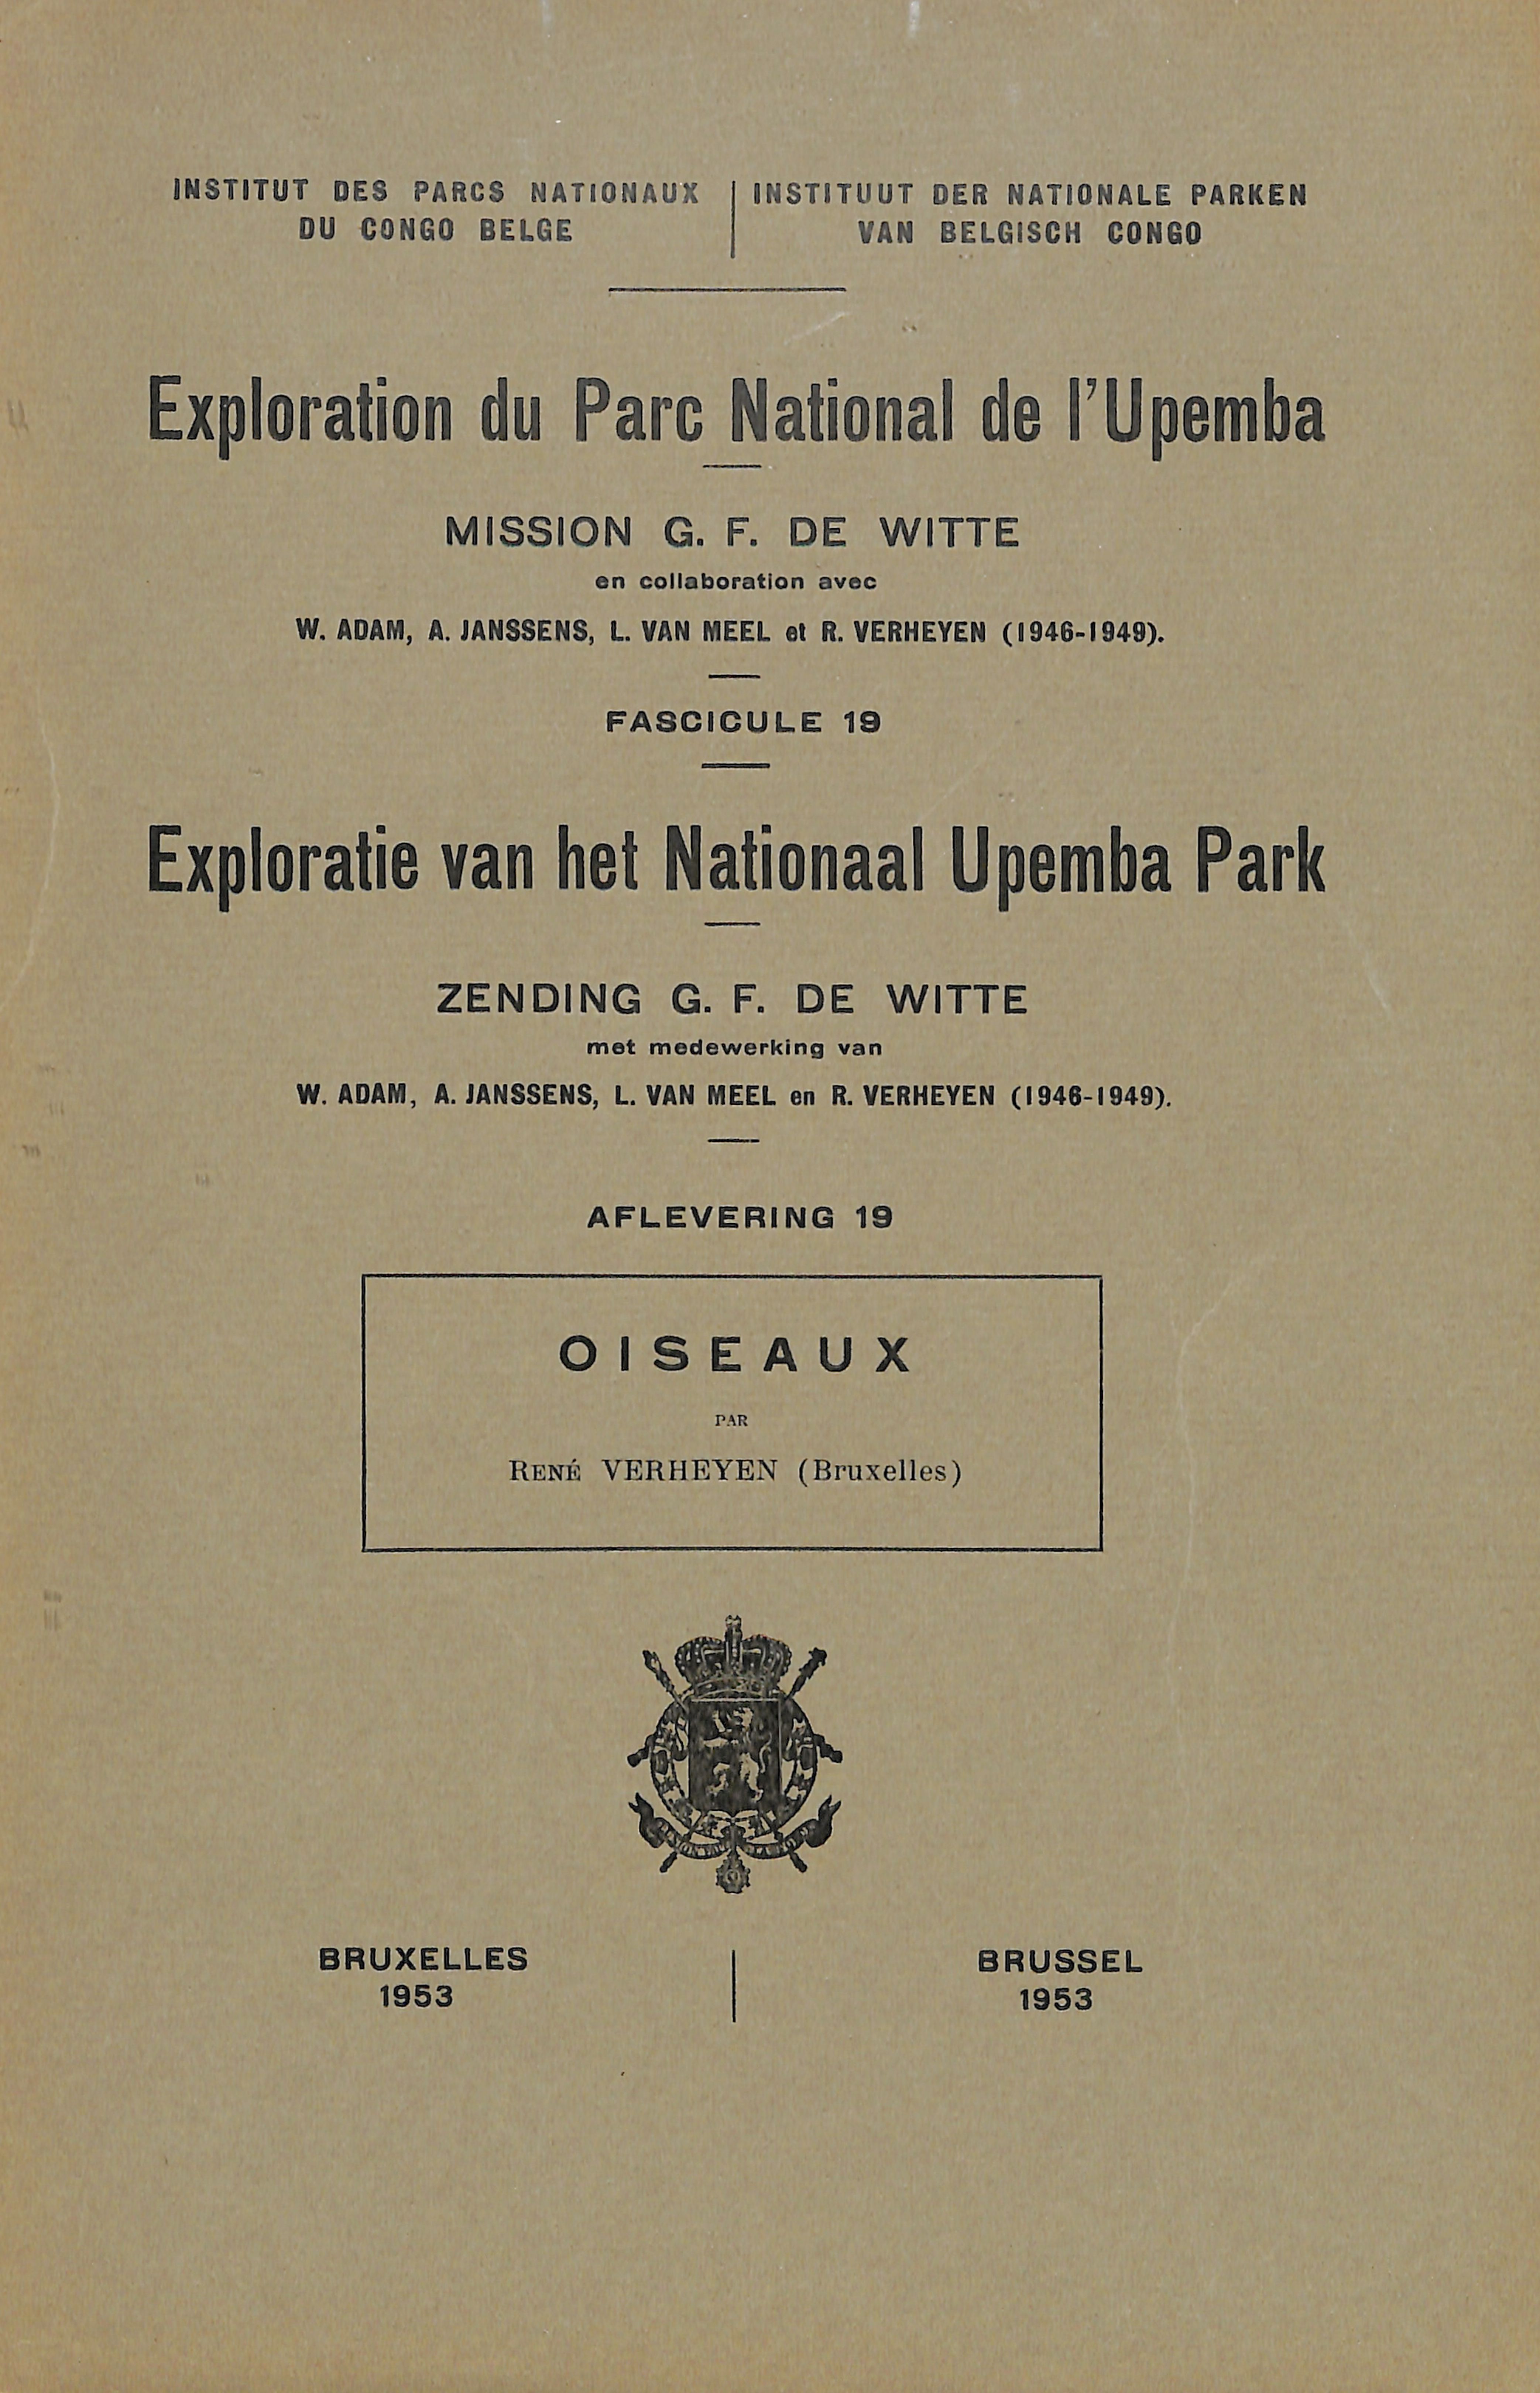 INSTITUT DES PARCS NATIONAUX
DU CONGO BELGE
INSTITUUT DER NATIONALE PARKEN
VAN BELGISCH CONGO
Exploration du Parc National de l'Upemba
MISSION G. F. DE WITTE
en collaboration avec
W. ADAM, A. JANSSENS, L. VAN MEEL et R. VERHEYEN (1946-1949).
FASCICULE 19
Exploratie van het Nationaal Upemba Park
ZENDING G. F. DE WITTE
met medewerking van
W. ADAM, A. JANSSENS, L. VAN MEEL en R. VERHEYEN (1946-1949).
AFLEVERING 19
OISEAUX
PAR
RENÉ VERHEYEN (Bruxelles)
BRUXELLES
1953
BRUSSEL
1953